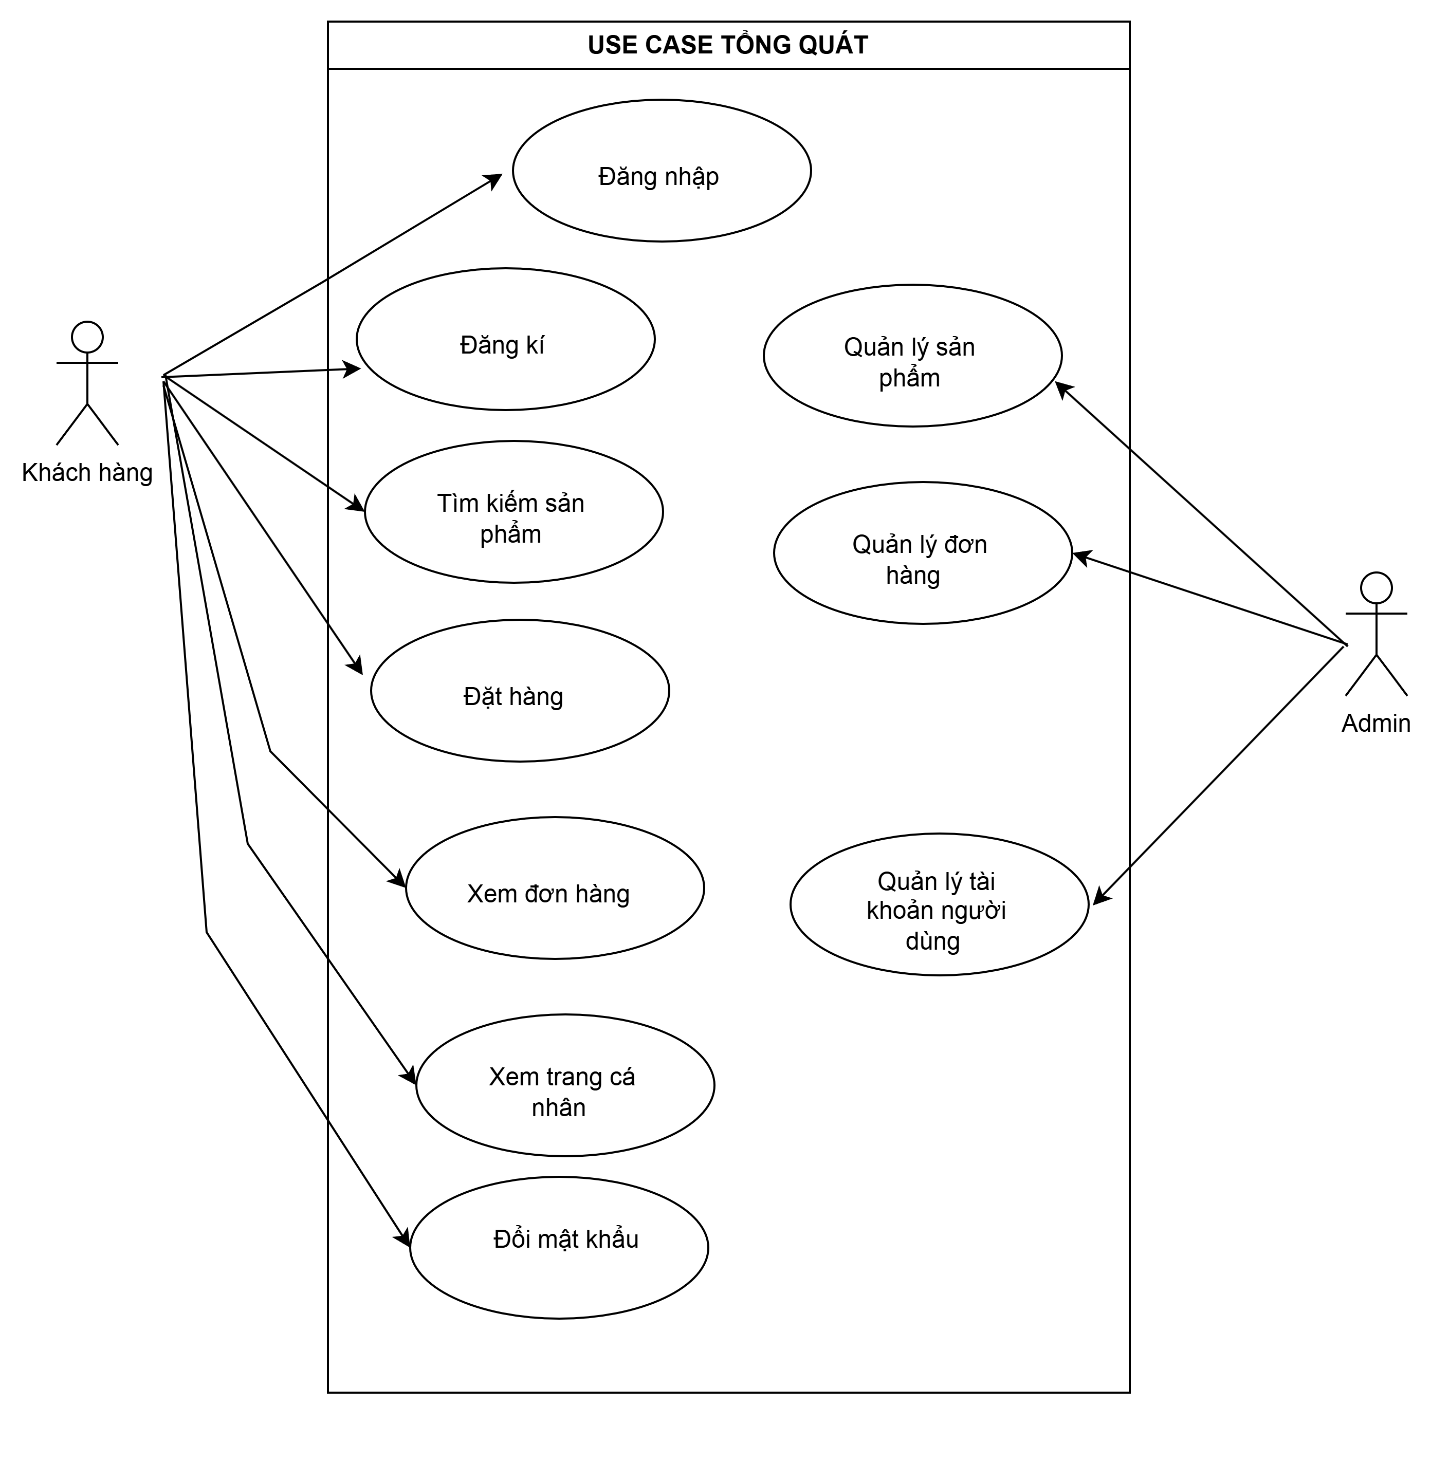 USE CASE TỔNG QUÁT
Đăng nhập
Đăng kí
Quản lý sản
phẩm
Khách hàng
Tìm kiếm sản
phẩm
Quản lý đơn
hàng
Đặt hàng
Admin
Xem đơn hàng
Quản lý tài
khoản người
dùng
Xem trang cá
nhân
Đổi mật khẩu